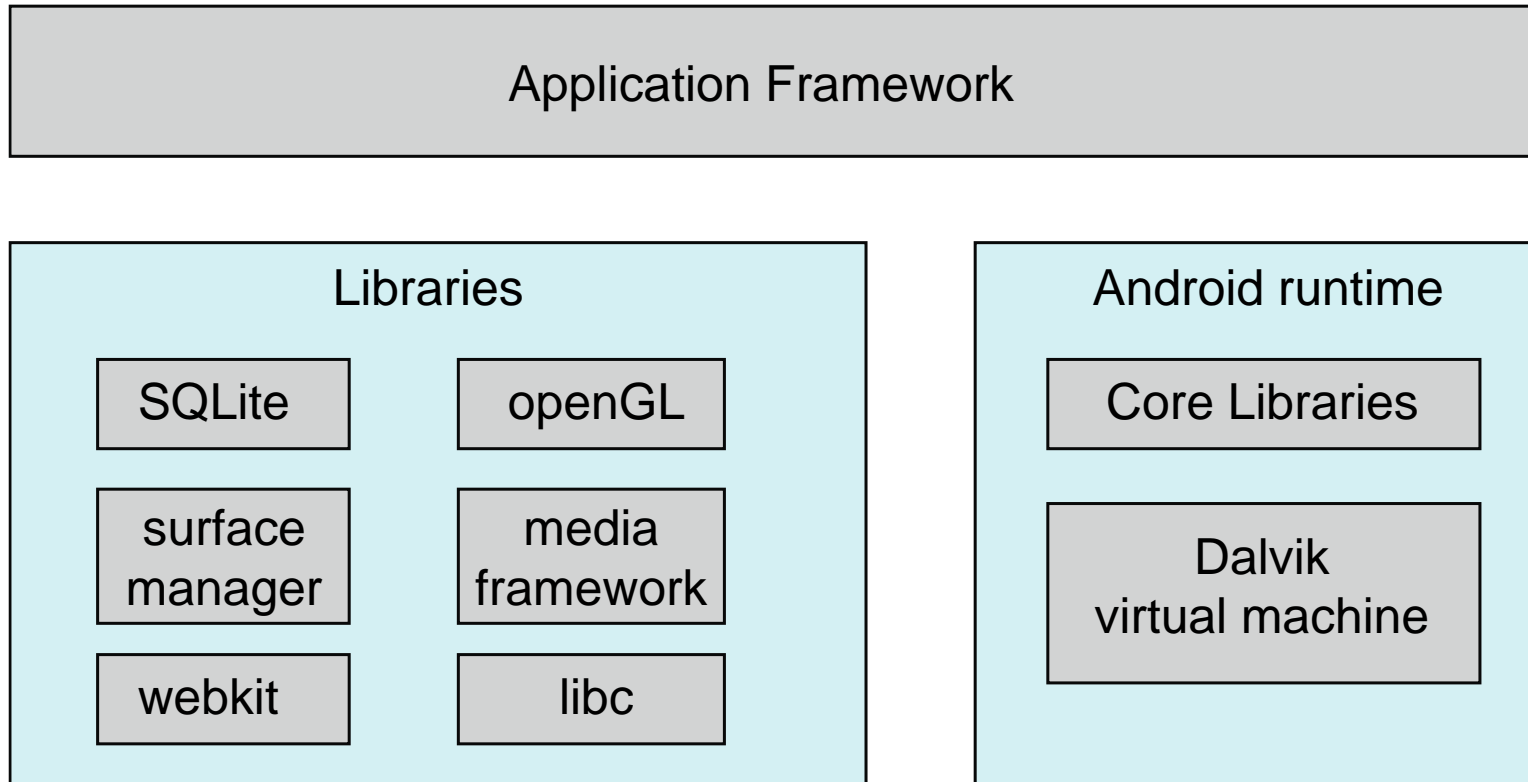 Application Framework
Libraries
SQLite
openGL
surface
manager
media
framework
webkit
libc
Android runtime
Core Libraries
Dalvik
virtual machine